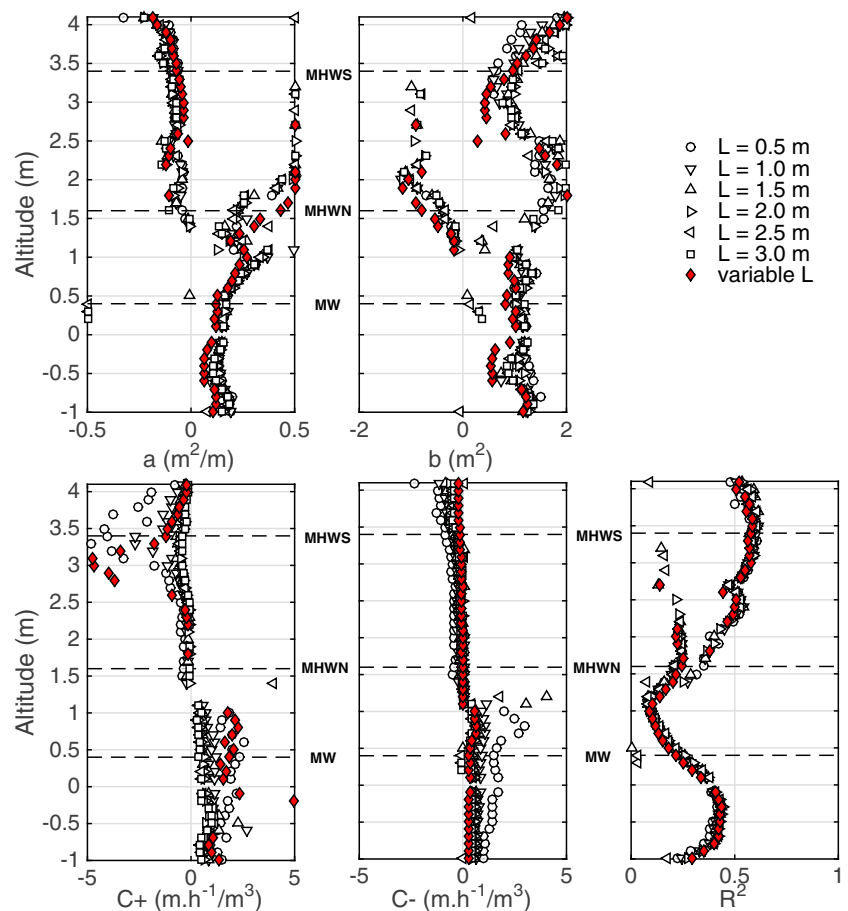 4
3.5
3
2.5
2
1.5
1
0.5
0
-0.5
-1
Altitude (m)
-0.5
0
0.5
a (m²/m)
MHWS
MHWN
MW
-2
0
2
b (m²)
L = 0.5 m
L = 1.0 m
L = 1.5 m
L = 2.0 m
L = 2.5 m
L = 3.0 m
variable L
4
3.5
3
2.5
2
1.5
1
0.5
0
-0.5
-1
Altitude (m)
-5
0
5
C+ (m.h⁻¹/m³)
MHWS
MHWN
MW
-5
0
5
C- (m.h⁻¹/m³)
MHWS
MHWN
MW
0
0.5
1
R²